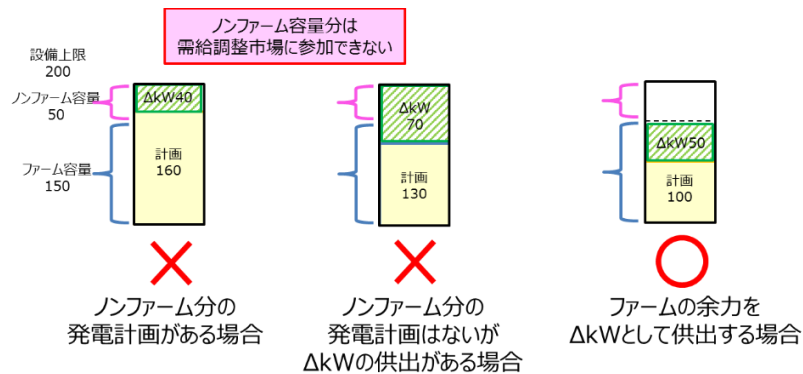 ノンファーム容量分は
需給調整市場に参加できない
設備上限
200
ノンファーム容量
50
ファーム容量
150
ΔkW40
計画
160
ΔkW
70
計画
130
ΔkW50
計画
100
ノンファーム分の
発電計画がある場合
ノンファーム分の
発電計画はないが
ΔkWの供出がある場合
ファームの余力を
ΔkWとして供出する場合